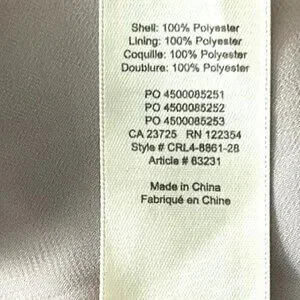 Shell: 100% Polyester
Lining: 100% Polyester
Coquille: 100% Polyester
Doublure: 100% Polyester
PO 4500085251
PO 4500085252
PO 4500085253
CA 23725 RN 122354
Style # CRL4-8861-28
Article # 63231
Made in China
Fabriqué en Chine